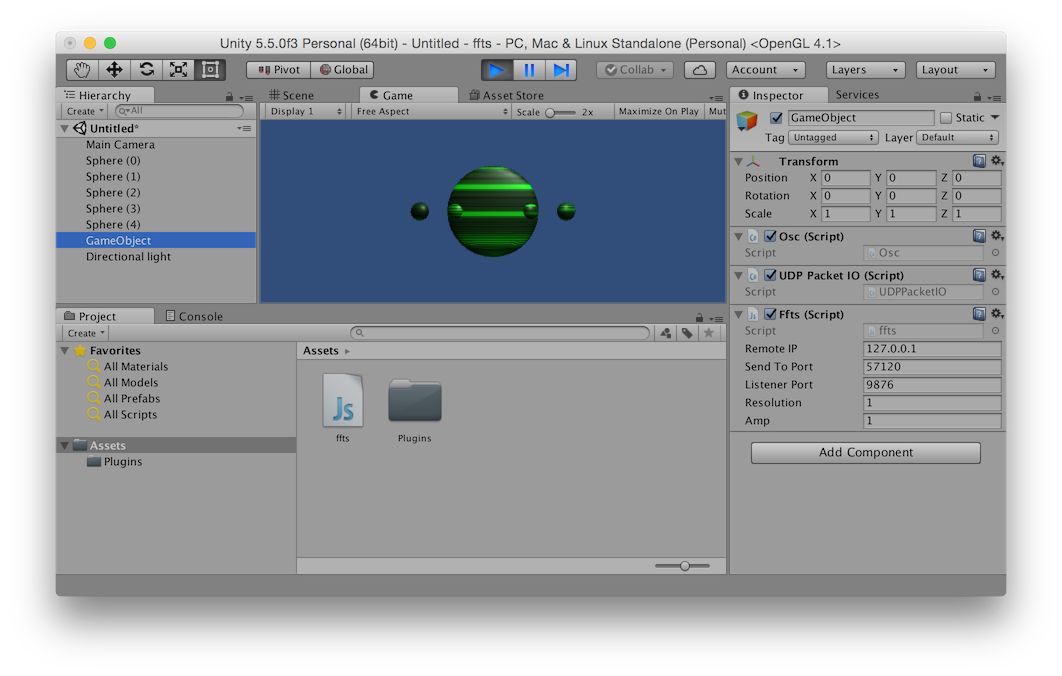 Unity 5.5.0f3 Personal (64bit) - Untitled - ffts - PC, Mac & Linux Standalone (Personal) <OpenGL 4.1>
Pivot Global Collab Account Layers Layout
Hierarchy
Create All
Untitled*
Main Camera
Sphere (0)
Sphere (1)
Sphere (2)
Sphere (3)
Sphere (4)
GameObject
Directional light
Scene Game Asset Store
Display 1 Free Aspect Scale 2x Maximize On Play Mut
Inspector Services
GameObject Static
Tag Untagged Layer Default
Transform
Position X 0 Y 0 Z 0
Rotation X 0 Y 0 Z 0
Scale X 1 Y 1 Z 1
Osc (Script)
Script Osc
UDP Packet IO (Script)
Script UDPPacketIO
Ffts (Script)
Script ffts
Remote IP 127.0.0.1
Send To Port 57120
Listener Port 9876
Resolution 1
Amp 1
Add Component
Project Console
Create
Favorites
All Materials
All Models
All Prefabs
All Scripts
Assets
Plugins
Assets
Js
ffts Plugins